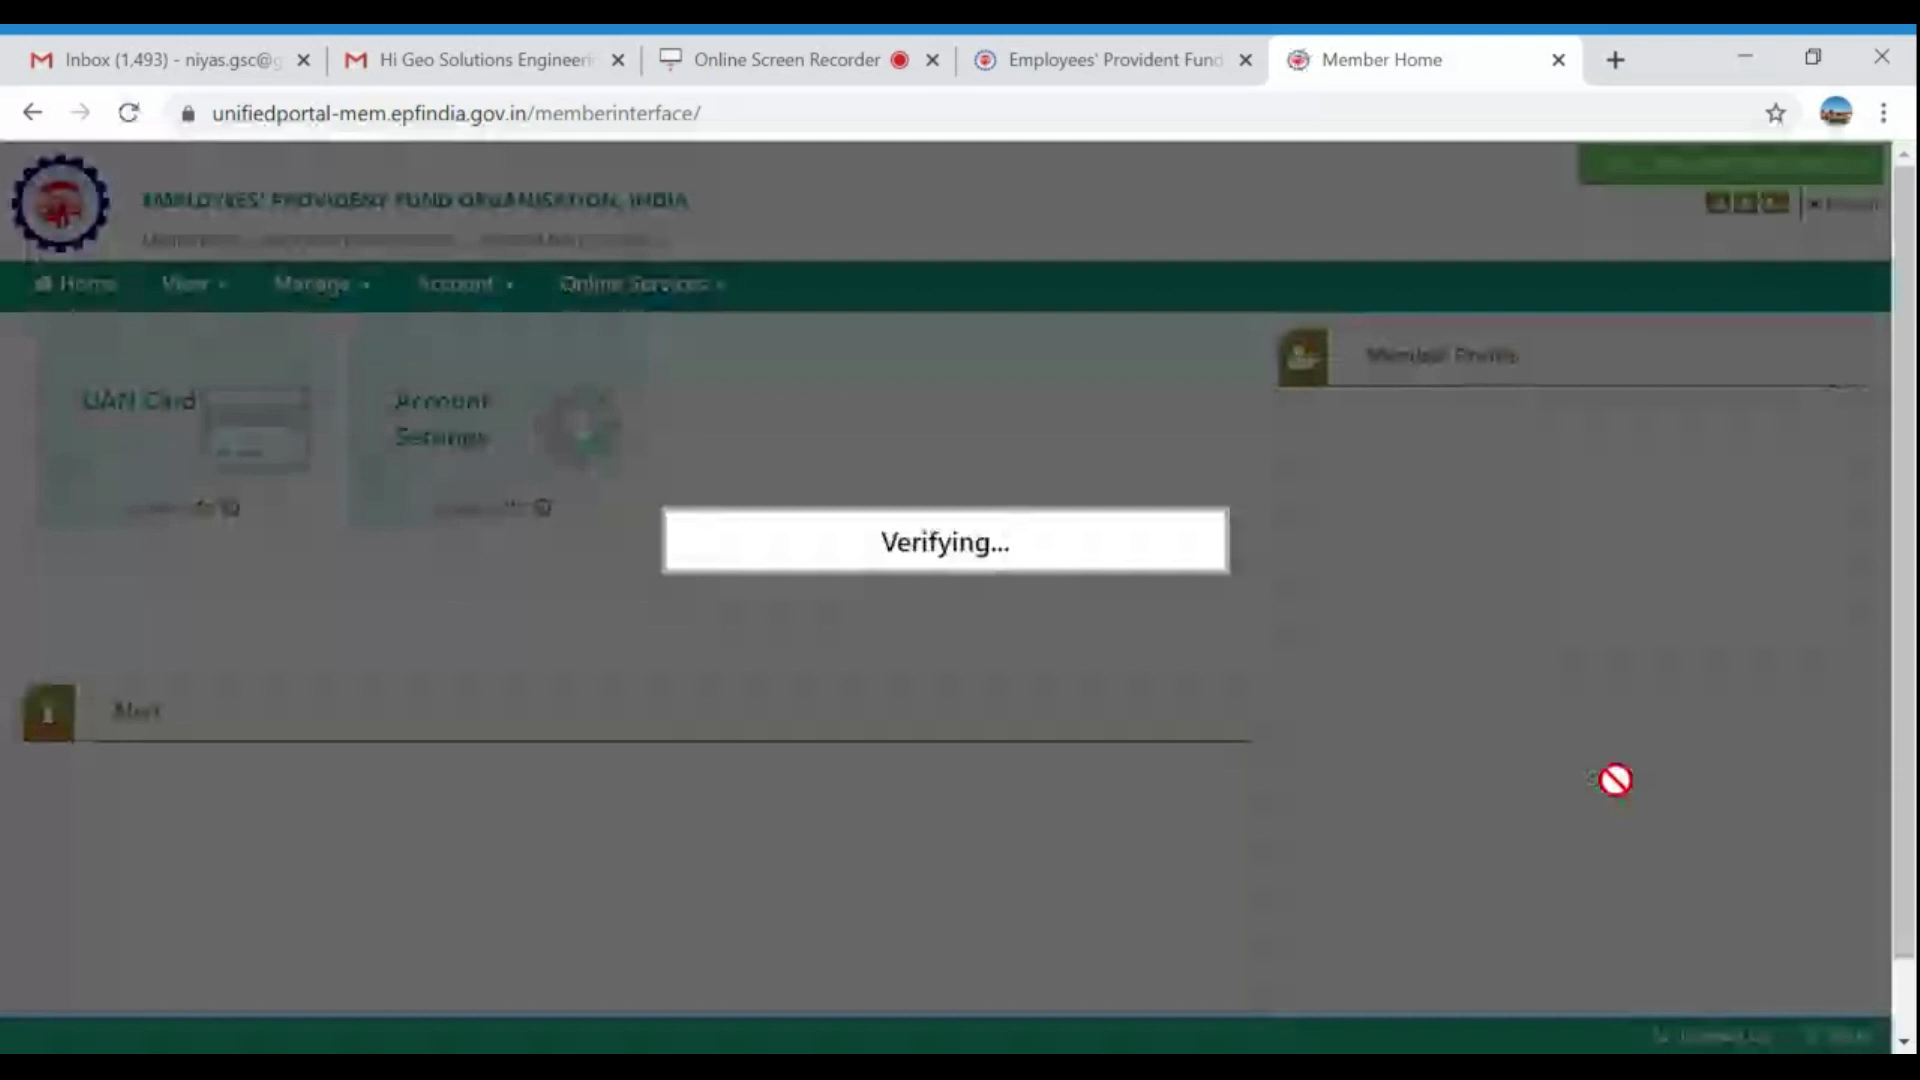 Inbox (1,493) - niyas.gsc@g
Hi Geo Solutions Engineeri
Online Screen Recorder
Employees' Provident Fund
Member Home
unifiedportal-mem.epfindia.gov.in/memberinterface/
EMPLOYEES' PROVIDENT FUND ORGANISATION, INDIA
Home
View
Manage
Account
Online Services
Member Profile
UAN Card
Account
Settings
Verifying...
Alert